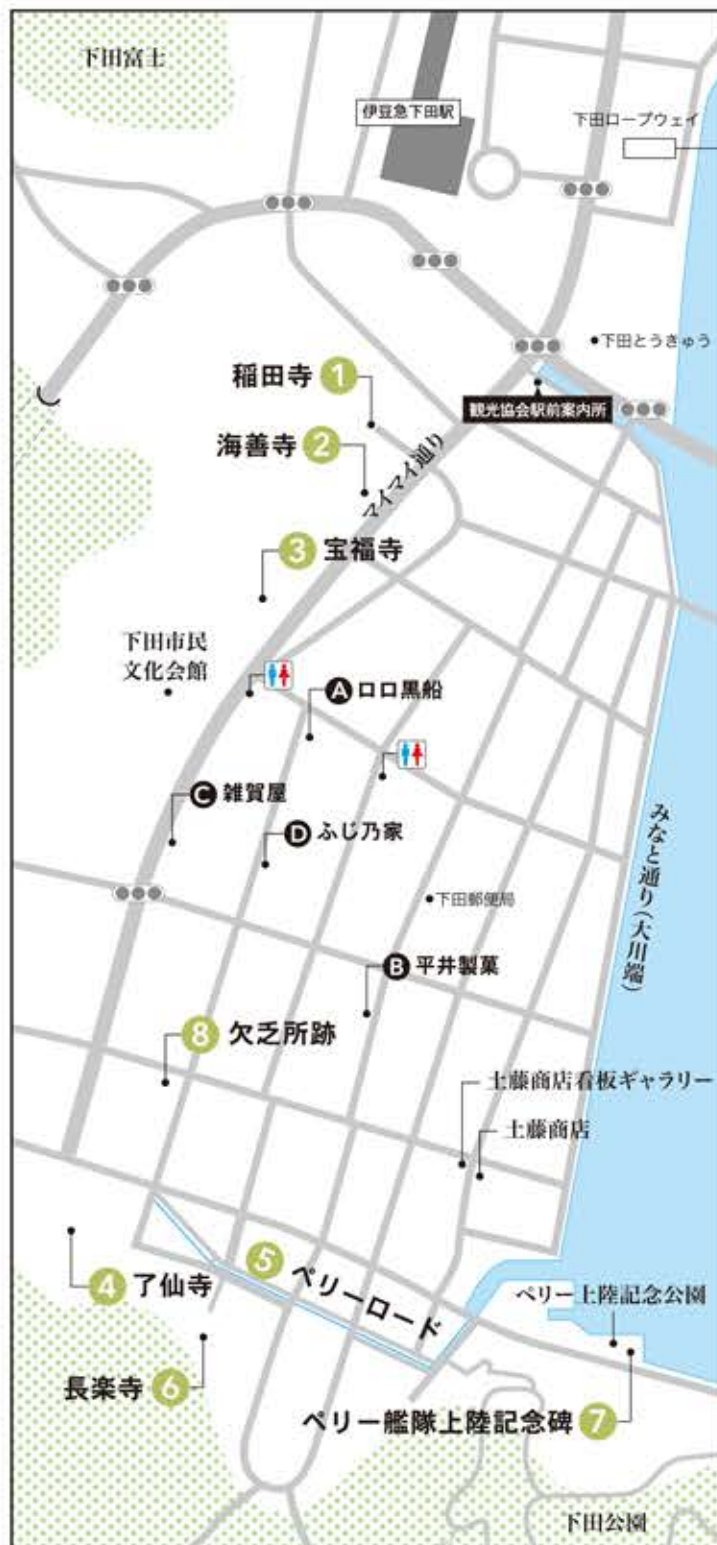 下田富士
伊豆急下田駅
下田ロープウェイ
下田とうきゅう
稲田寺 1
観光協会駅前案内所
海善寺 2
マイマイ通り
3 宝福寺
下田市民
文化会館
A ロロ黒船
C 雑賀屋
D ふじ乃家
みなと通り(大川端)
下田郵便局
B 平井製菓
8 欠乏所跡
土藤商店看板ギャラリー
土藤商店
4 了仙寺
5 ペリーロード
ペリー上陸記念公園
長楽寺 6
ペリー艦隊上陸記念碑 7
下田公園